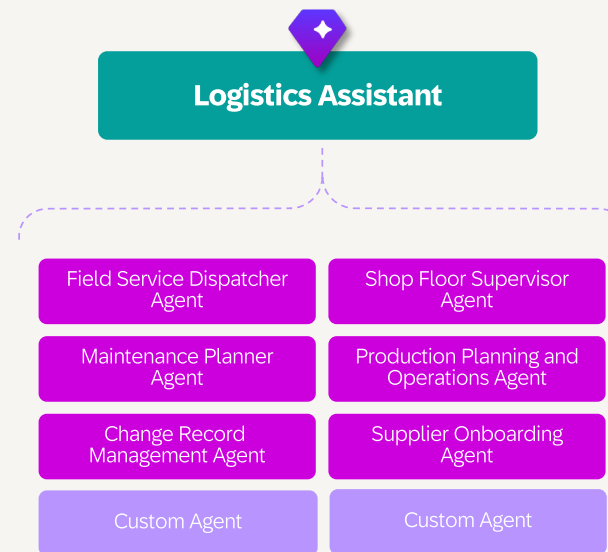 Logistics Assistant
Field Service Dispatcher
Agent
Shop Floor Supervisor
Agent
Maintenance Planner
Agent
Production Planning and
Operations Agent
Change Record
Management Agent
Supplier Onboarding
Agent
Custom Agent
Custom Agent